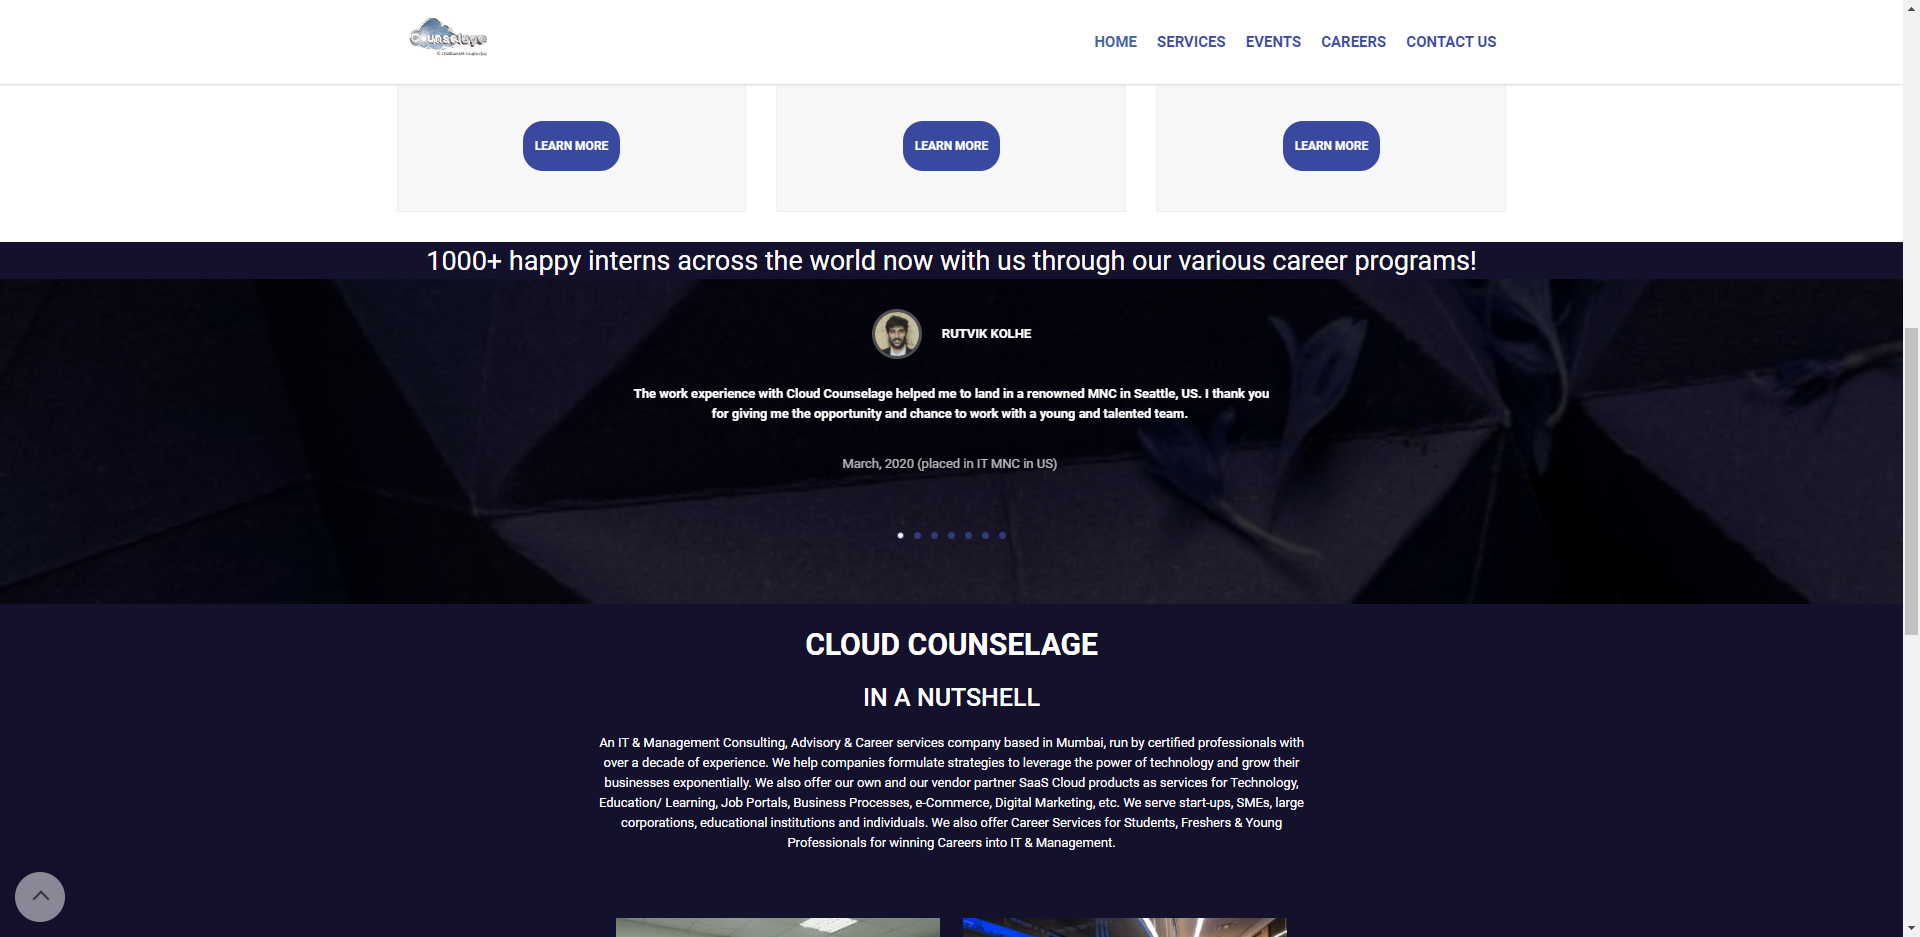 Counselage
HOME SERVICES EVENTS CAREERS CONTACT US
LEARN MORE LEARN MORE LEARN MORE
1000+ happy interns across the world now with us through our various career programs!
RUTVIK KOLHE
The work experience with Cloud Counselage helped me to land in a renowned MNC in Seattle, US. I thank you
for giving me the opportunity and chance to work with a young and talented team.
March, 2020 (placed in IT MNC in US)
CLOUD COUNSELAGE
IN A NUTSHELL
An IT & Management Consulting, Advisory & Career services company based in Mumbai, run by certified professionals with
over a decade of experience. We help companies formulate strategies to leverage the power of technology and grow their
businesses exponentially. We also offer our own and our vendor partner SaaS Cloud products as services for Technology,
Education/ Learning, Job Portals, Business Processes, e-Commerce, Digital Marketing, etc. We serve start-ups, SMEs, large
corporations, educational institutions and individuals. We also offer Career Services for Students, Freshers & Young
Professionals for winning Careers into IT & Management.